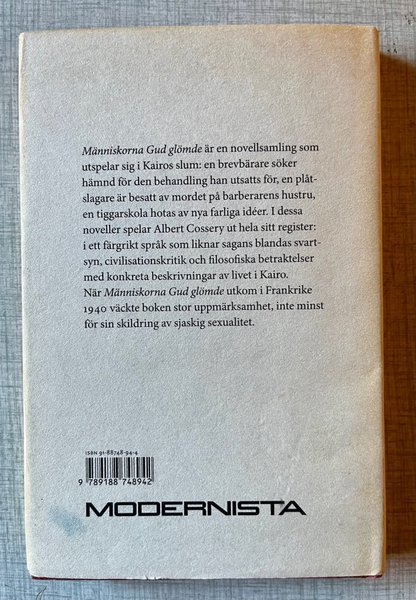 Människorna Gud glömde är en novellsamling som
utspelar sig i Kairos slum: en brevbärare söker
hämnd för den behandling han utsatts för, en plåt-
slagare är besatt av mordet på barberarens hustru,
en tiggarskola hotas av nya farliga idéer. I dessa
noveller spelar Albert Cossery ut hela sitt register:
i ett färgrikt språk som liknar sagans blandas svart-
syn, civilisationskritik och filosofiska betraktelser
med konkreta beskrivningar av livet i Kairo.
När Människorna Gud glömde utkom i Frankrike
1940 väckte boken stor uppmärksamhet, inte minst
för sin skildring av sjaskig sexualitet.
ISBN 91-88748-94-4
9 789188 748942
MODERNISTA